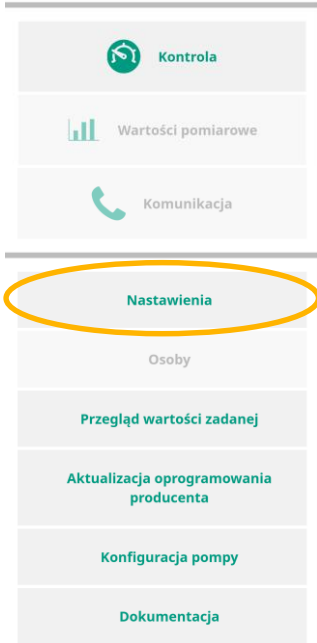 Kontrola
Wartości pomiarowe
Komunikacja
Nastawienia
Osoby
Przegląd wartości zadanej
Aktualizacja oprogramowania
producenta
Konfiguracja pompy
Dokumentacja